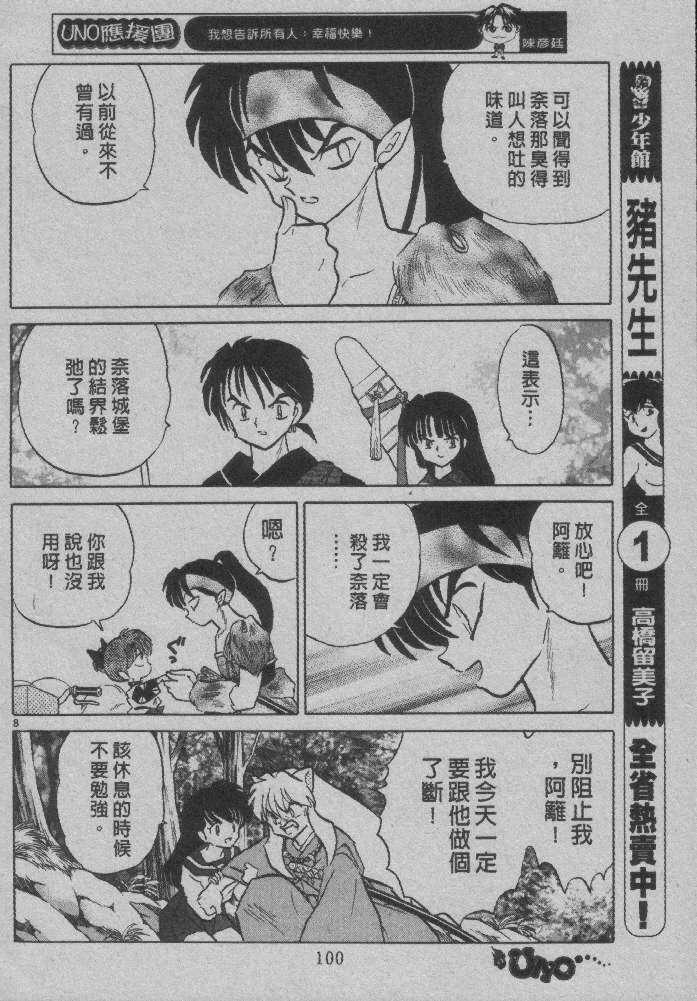 UNO應援團
我想告訴所有人：幸福快樂！
陳彥廷
可以聞得到
奈落那臭得
叫人想吐的
味道。
以前從來不
曾有過。
這表示…
奈落城堡
的結界鬆
弛了嗎？
放心吧！
阿籬。
我一定會
殺了奈落
……
嗯？
你跟我
說也沒
用呀！
8
別阻止我
，阿籬！
我今天一定
要跟他做個
了斷！
該休息的時候
不要勉強。
少年館
豬先生
全
1
冊
高橋留美子
全省熱賣中！
100
UNO